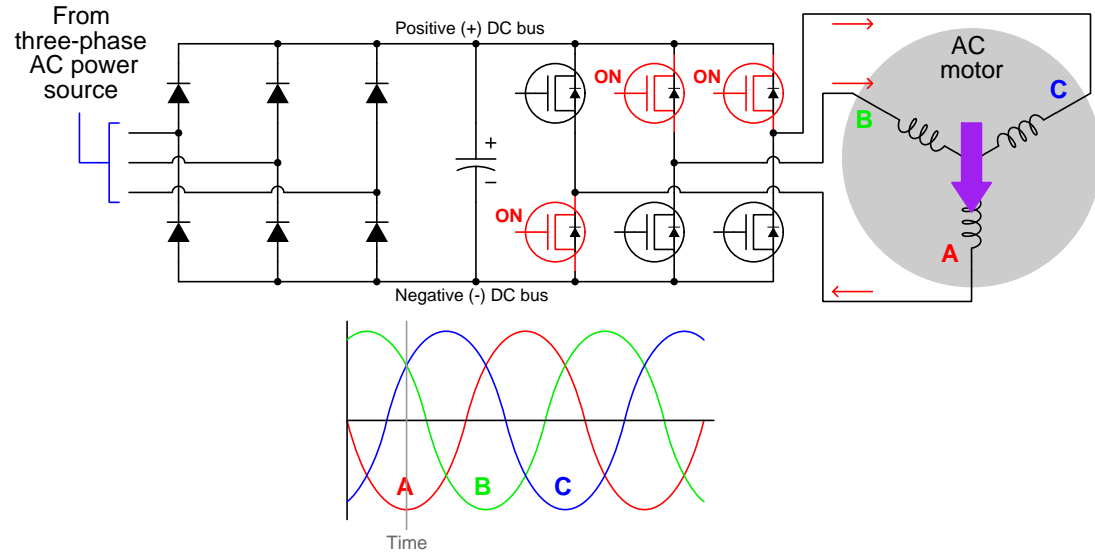 From
three-phase
AC power
source
Positive (+) DC bus
ON
ON
AC
motor
B
C
+
−
ON
A
Negative (-) DC bus
A
B
C
Time